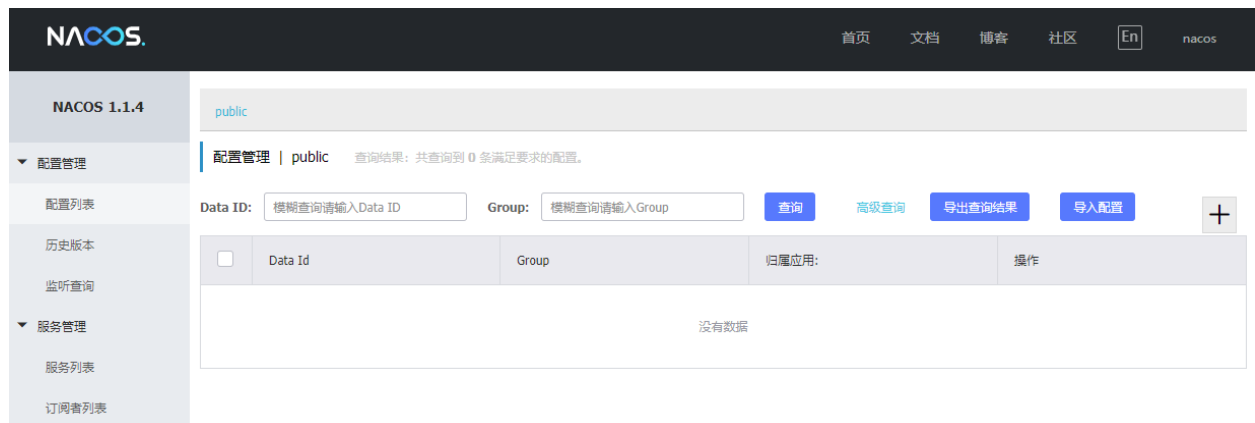 NACOS.
首页 文档 博客 社区 En nacos
NACOS 1.1.4
public
配置管理 | public 查询结果：共查询到 0 条满足要求的配置。
配置管理
配置列表
历史版本
监听查询
服务管理
服务列表
订阅者列表
Data ID: 模糊查询请输入Data ID Group: 模糊查询请输入Group 查询 高级查询 导出查询结果 导入配置 +
Data Id Group 归属应用: 操作
没有数据